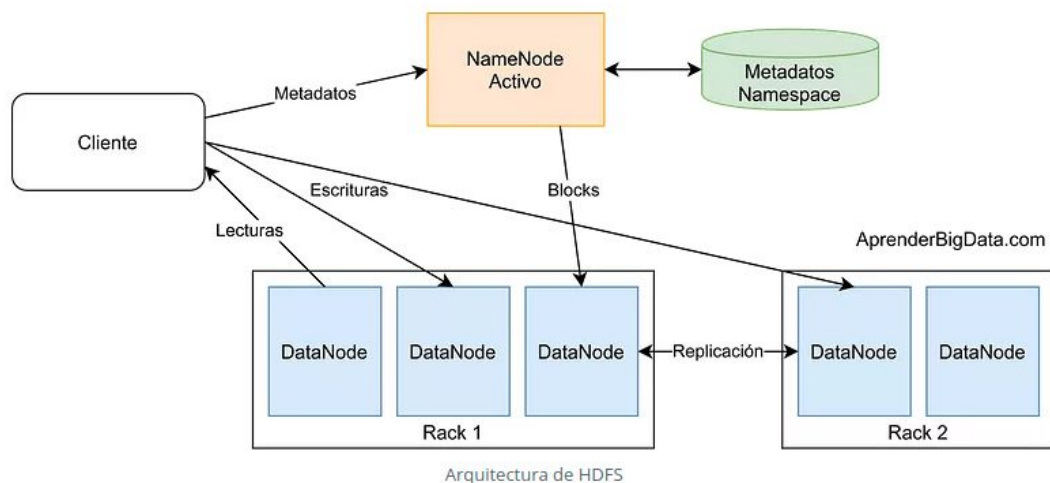 NameNode
Activo
Metadatos
Namespace
Metadatos
Cliente
Escrituras
Blocks
Lecturas
AprenderBigData.com
DataNode
DataNode
DataNode
Replicación
DataNode
DataNode
Rack 1
Rack 2
Arquitectura de HDFS